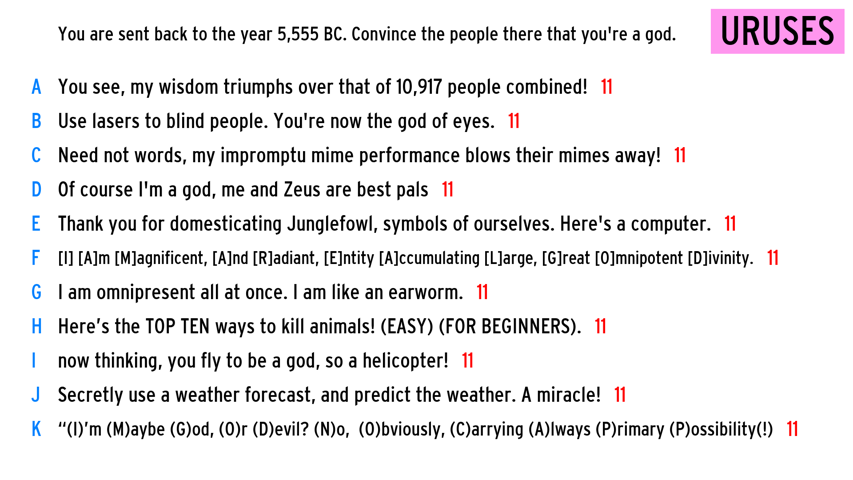 You are sent back to the year 5,555 BC. Convince the people there that you're a god.
URUSES
A You see, my wisdom triumphs over that of 10,917 people combined! 11
B Use lasers to blind people. You're now the god of eyes. 11
C Need not words, my impromptu mime performance blows their mimes away! 11
D Of course I'm a god, me and Zeus are best pals 11
E Thank you for domesticating Junglefowl, symbols of ourselves. Here's a computer. 11
F [I] [A]m [M]agnificent, [A]nd [R]adiant, [E]ntity [A]ccumulating [L]arge, [G]reat [O]mnipotent [D]ivinity. 11
G I am omnipresent all at once. I am like an earworm. 11
H Here’s the TOP TEN ways to kill animals! (EASY) (FOR BEGINNERS). 11
I now thinking, you fly to be a god, so a helicopter! 11
J Secretly use a weather forecast, and predict the weather. A miracle! 11
K “(I)’m (M)aybe (G)od, (O)r (D)evil? (N)o, (O)bviously, (C)arrying (A)lways (P)rimary (P)ossibility(!) 11